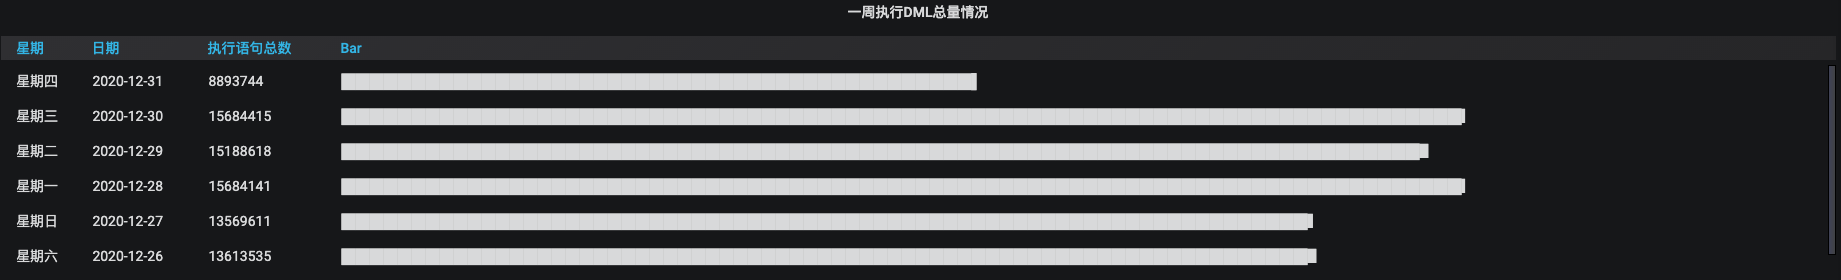 一周执行DML总量情况
星期 日期 执行语句总数 Bar
星期四 2020-12-31 8893744
星期三 2020-12-30 15684415
星期二 2020-12-29 15188618
星期一 2020-12-28 15684141
星期日 2020-12-27 13569611
星期六 2020-12-26 13613535